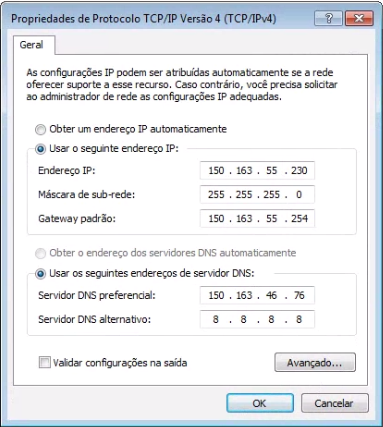 Propriedades de Protocolo TCP/IP Versão 4 (TCP/IPv4)
?
Geral
As configurações IP podem ser atribuídas automaticamente se a rede
oferecer suporte a esse recurso. Caso contrário, você precisa solicitar
ao administrador de rede as configurações IP adequadas.
Obter um endereço IP automaticamente
Usar o seguinte endereço IP:
Endereço IP: 150 . 163 . 55 . 230
Máscara de sub-rede: 255 . 255 . 255 . 0
Gateway padrão: 150 . 163 . 55 . 254
Obter o endereço dos servidores DNS automaticamente
Usar os seguintes endereços de servidor DNS:
Servidor DNS preferencial: 150 . 163 . 46 . 76
Servidor DNS alternativo: 8 . 8 . 8 . 8
Validar configurações na saída
Avançado...
OK
Cancelar